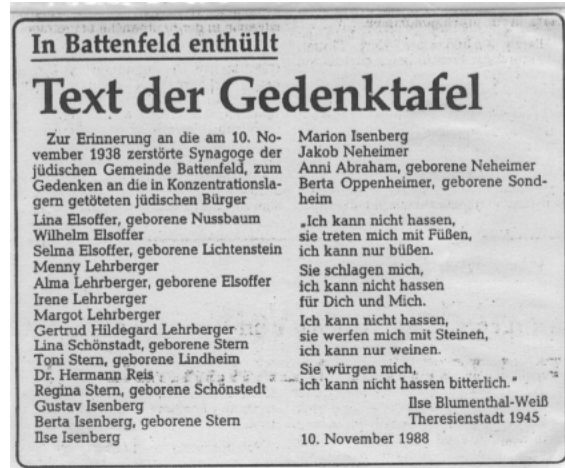 In Battenfeld enthüllt
Text der Gedenktafel
Zur Erinnerung an die am 10. No-
vember 1938 zerstörte Synagoge der
jüdischen Gemeinde Battenfeld, zum
Gedenken an die in Konzentrationsla-
gern getöteten jüdischen Bürger
Lina Elsoffer, geborene Nussbaum
Wilhelm Elsoffer
Selma Elsoffer, geborene Lichtenstein
Menny Lehrberger
Alma Lehrberger, geborene Elsoffer
Irene Lehrberger
Margot Lehrberger
Gertrud Hildegard Lehrberger
Lina Schönstadt, geborene Stern
Toni Stern, geborene Lindheim
Dr. Hermann Reis
Regina Stern, geborene Schönstedt
Gustav Isenberg
Berta Isenberg, geborene Stern
Ilse Isenberg
Marion Isenberg
Jakob Neheimer
Anni Abraham, geborene Neheimer
Berta Oppenheimer, geborene Sond-
heim
„Ich kann nicht hassen,
sie treten mich mit Füßen,
ich kann nur büßen.
Sie schlagen mich,
ich kann nicht hassen
für Dich und Mich.
Ich kann nicht hassen,
sie werfen mich mit Steinen,
ich kann nur weinen.
Sie würgen mich,
ich kann nicht hassen bitterlich."
Ilse Blumenthal-Weiß
Theresienstadt 1945
10. November 1988